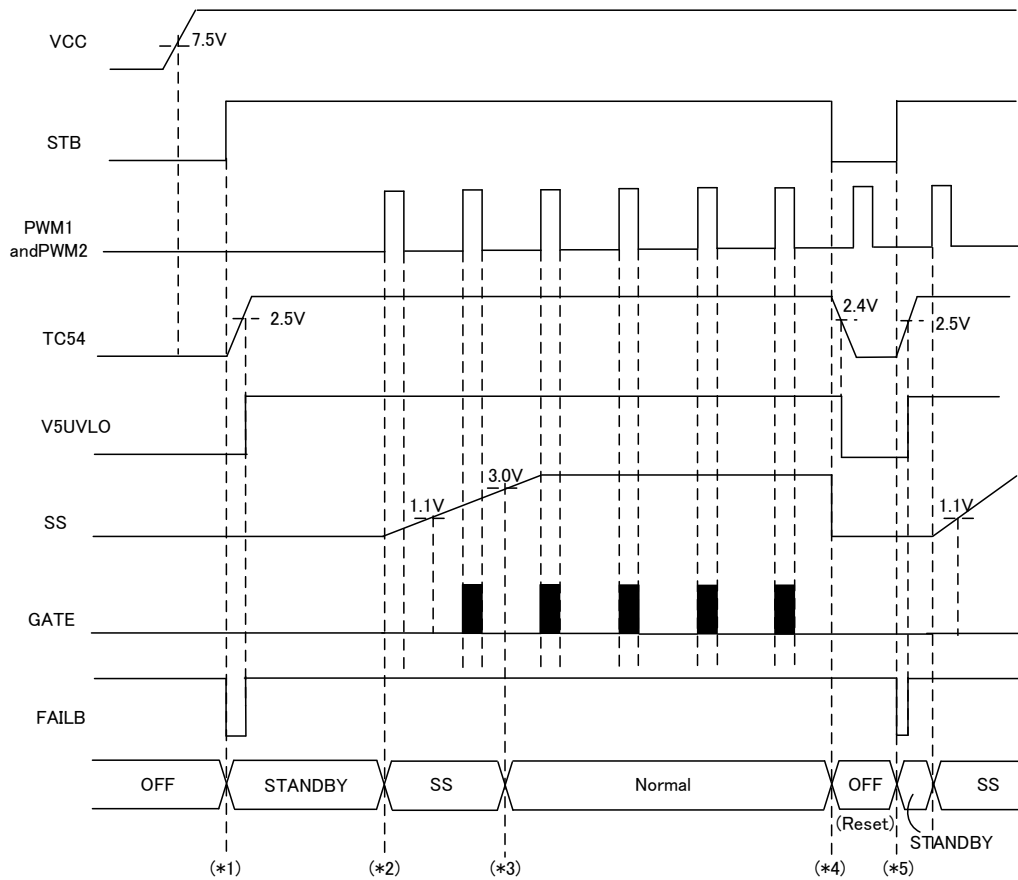 VCC
7.5V
STB
PWM1
andPWM2
TC54
2.5V
2.4V
2.5V
V5UVLO
SS
1.1V
3.0V
1.1V
GATE
FAILB
OFF
STANDBY
SS
Normal
OFF
SS
(Reset)
STANDBY
(*1)
(*2)
(*3)
(*4)
(*5)